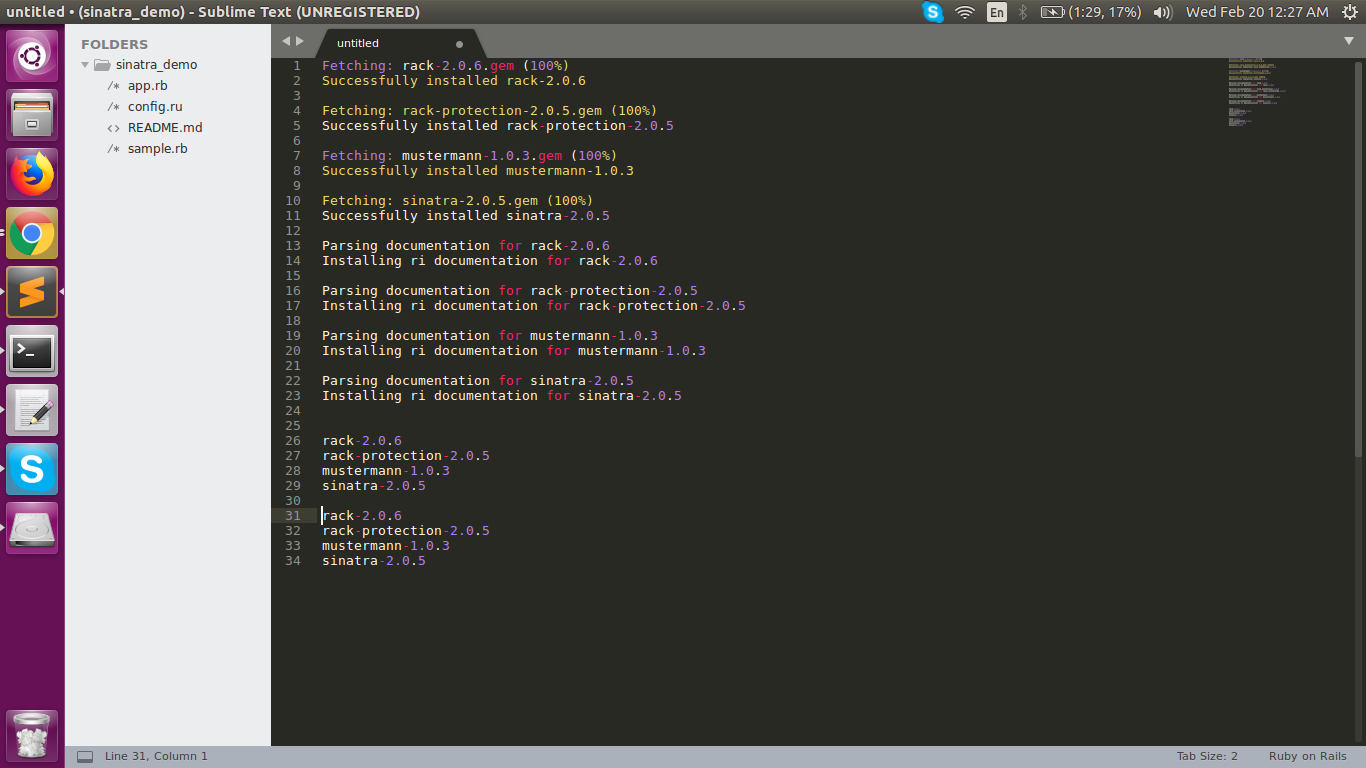 untitled • (sinatra_demo) - Sublime Text (UNREGISTERED)
En
(1:29, 17%)
Wed Feb 20 12:27 AM
FOLDERS
sinatra_demo
/* app.rb
/* config.ru
<> README.md
/* sample.rb
untitled
1 Fetching: rack-2.0.6.gem (100%)
2 Successfully installed rack-2.0.6
3
4 Fetching: rack-protection-2.0.5.gem (100%)
5 Successfully installed rack-protection-2.0.5
6
7 Fetching: mustermann-1.0.3.gem (100%)
8 Successfully installed mustermann-1.0.3
9
10 Fetching: sinatra-2.0.5.gem (100%)
11 Successfully installed sinatra-2.0.5
12
13 Parsing documentation for rack-2.0.6
14 Installing ri documentation for rack-2.0.6
15
16 Parsing documentation for rack-protection-2.0.5
17 Installing ri documentation for rack-protection-2.0.5
18
19 Parsing documentation for mustermann-1.0.3
20 Installing ri documentation for mustermann-1.0.3
21
22 Parsing documentation for sinatra-2.0.5
23 Installing ri documentation for sinatra-2.0.5
24
25
26 rack-2.0.6
27 rack-protection-2.0.5
28 mustermann-1.0.3
29 sinatra-2.0.5
30
31 rack-2.0.6
32 rack-protection-2.0.5
33 mustermann-1.0.3
34 sinatra-2.0.5
Line 31, Column 1
Tab Size: 2
Ruby on Rails